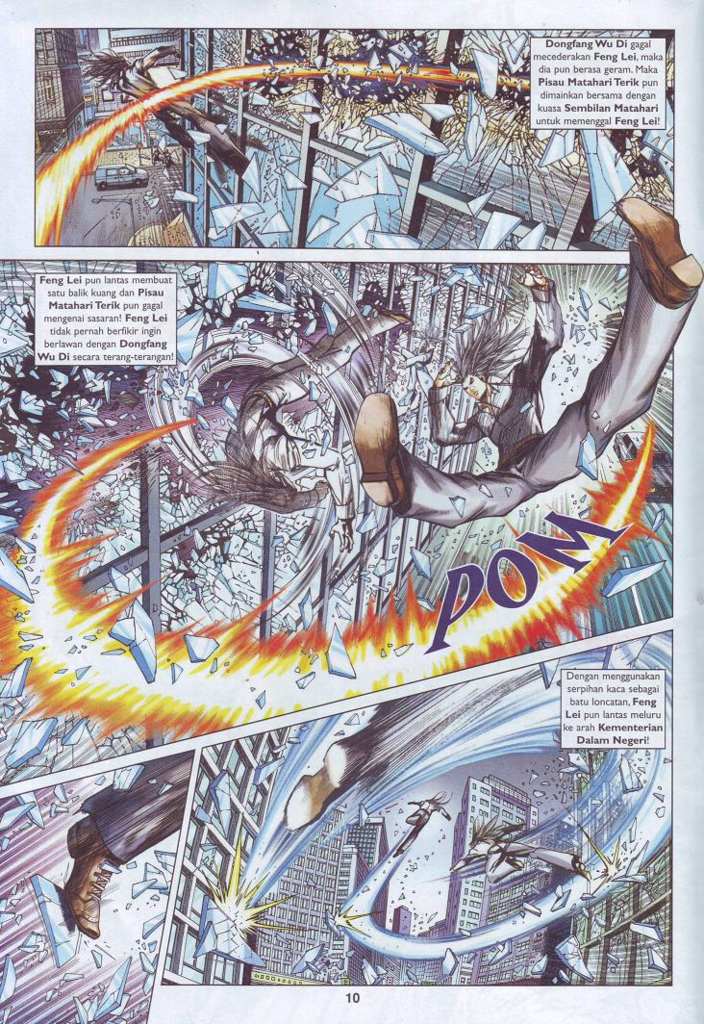 Dongfang Wu Di gagal
mecederakan Feng Lei, maka
dia pun berasa geram. Maka
Pisau Matahari Terik pun
dimainkan bersama dengan
kuasa Sembilan Matahari
untuk memenggal Feng Lei!
Feng Lei pun lantas membuat
satu balik kuang dan Pisau
Matahari Terik pun gagal
mengenai sasaran! Feng Lei
tidak pernah berfikir ingin
berlawan dengan Dongfang
Wu Di secara terang-terangan!
POM
Dengan menggunakan
serpihan kaca sebagai
batu loncatan, Feng
Lei pun lantas meluru
ke arah Kementerian
Dalam Negeri!
10